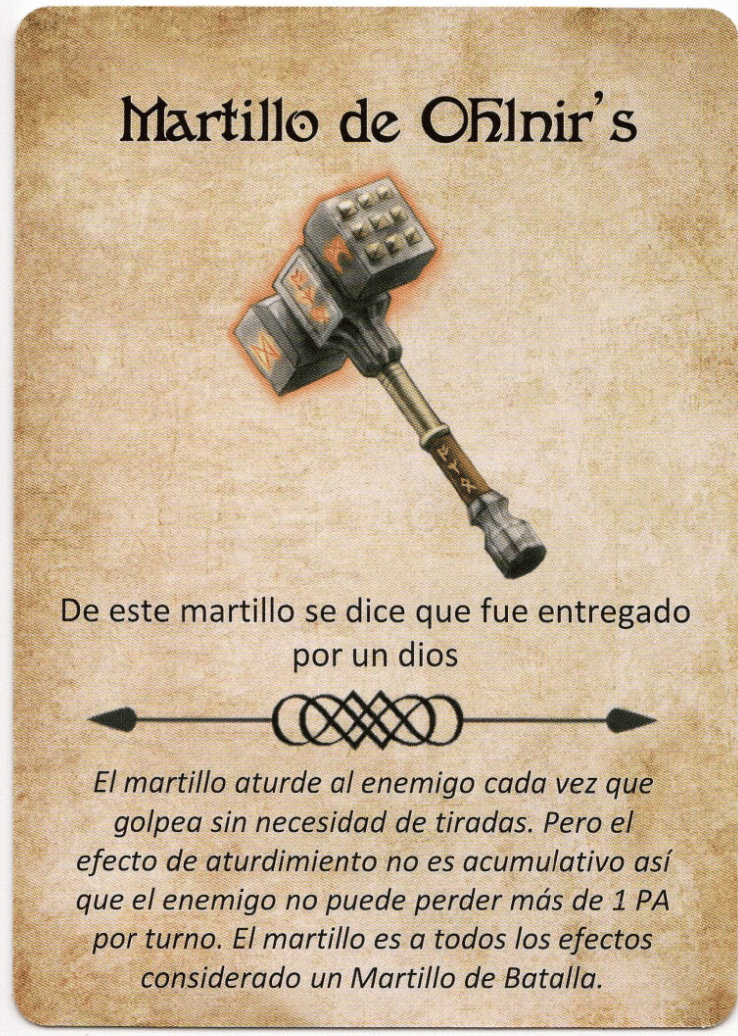 Martillo de Ohlnir's
De este martillo se dice que fue entregado
por un dios
El martillo aturde al enemigo cada vez que
golpea sin necesidad de tiradas. Pero el
efecto de aturdimiento no es acumulativo así
que el enemigo no puede perder más de 1 PA
por turno. El martillo es a todos los efectos
considerado un Martillo de Batalla.